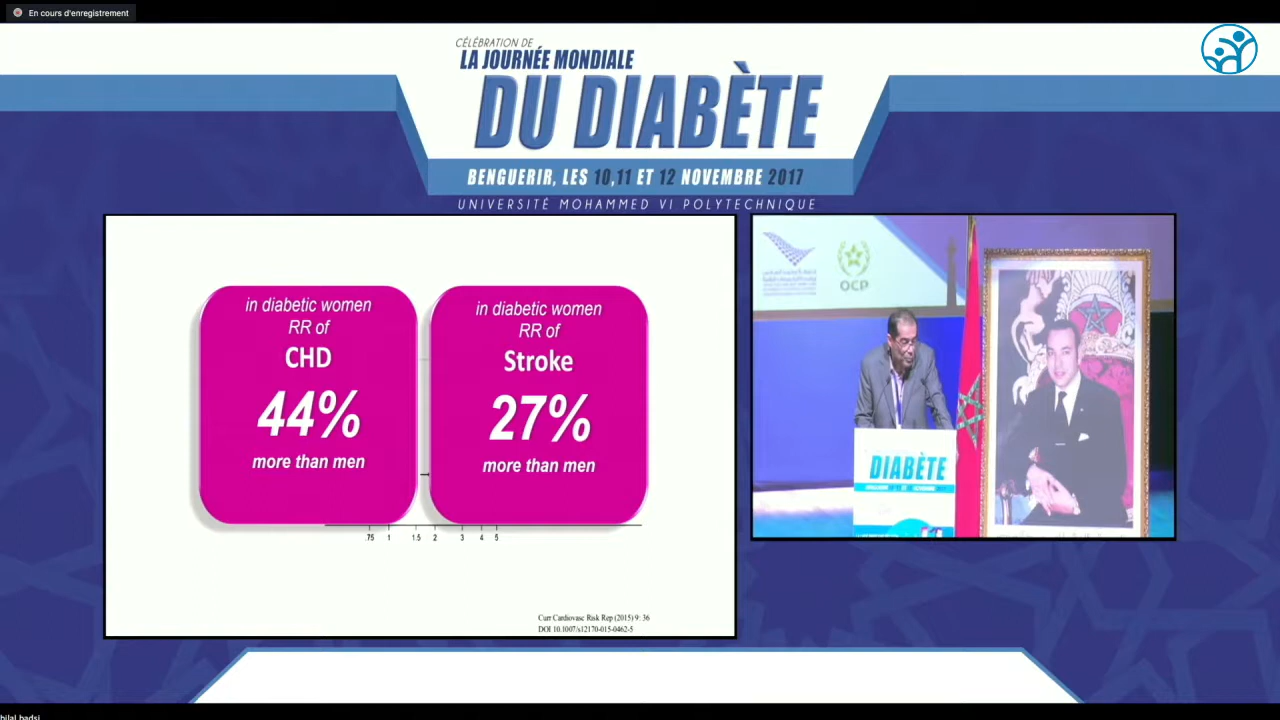 En cours d'enregistrement
CÉLÉBRATION DE
LA JOURNÉE MONDIALE
DU DIABÈTE
BENGUERIR, LES 10,11 ET 12 NOVEMBRE 2017
UNIVERSITÉ MOHAMMED VI POLYTECHNIQUE
in diabetic women
RR of
CHD
44%
more than men
in diabetic women
RR of
Stroke
27%
more than men
.75 1 1.5 2 3 4 5
Curr Cardiovasc Risk Rep (2015) 9: 36
DOI 10.1007/s12170-015-0462-5
OCP
DIABÈTE
bilal badsi